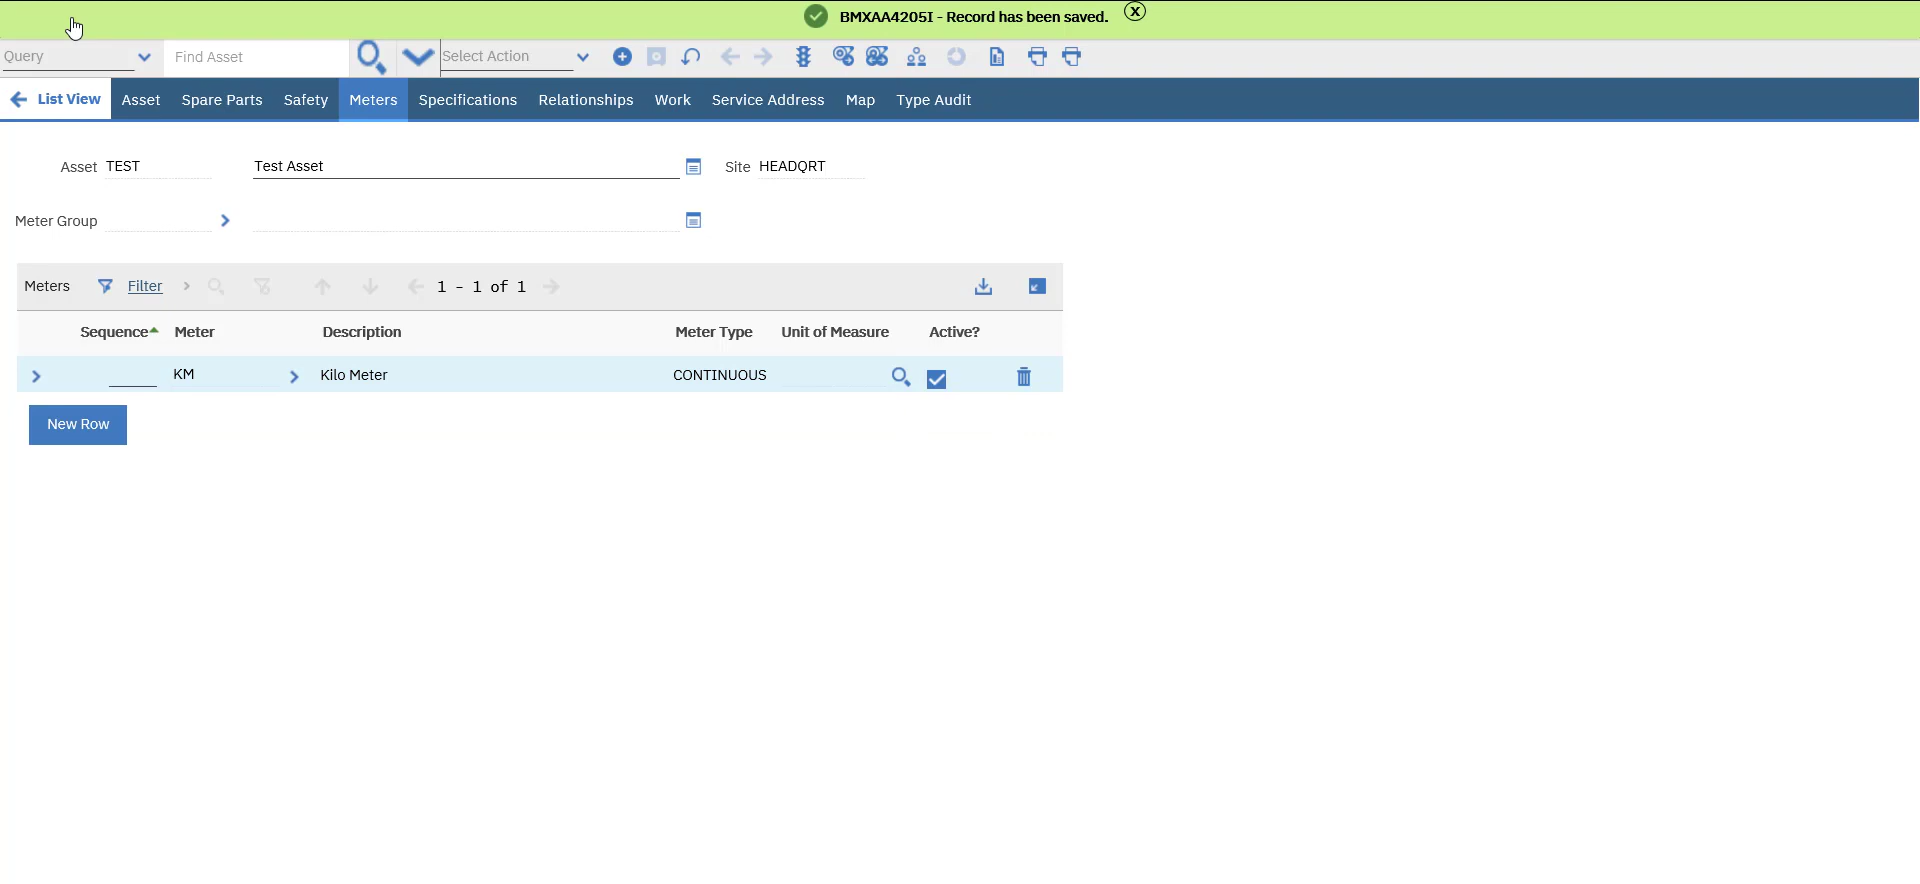 BMXAA4205I - Record has been saved.
Query Find Asset Select Action
List View Asset Spare Parts Safety Meters Specifications Relationships Work Service Address Map Type Audit
Asset TEST Test Asset Site HEADQRT
Meter Group
Meters Filter 1 - 1 of 1
Sequence Meter Description Meter Type Unit of Measure Active?
KM Kilo Meter CONTINUOUS
New Row